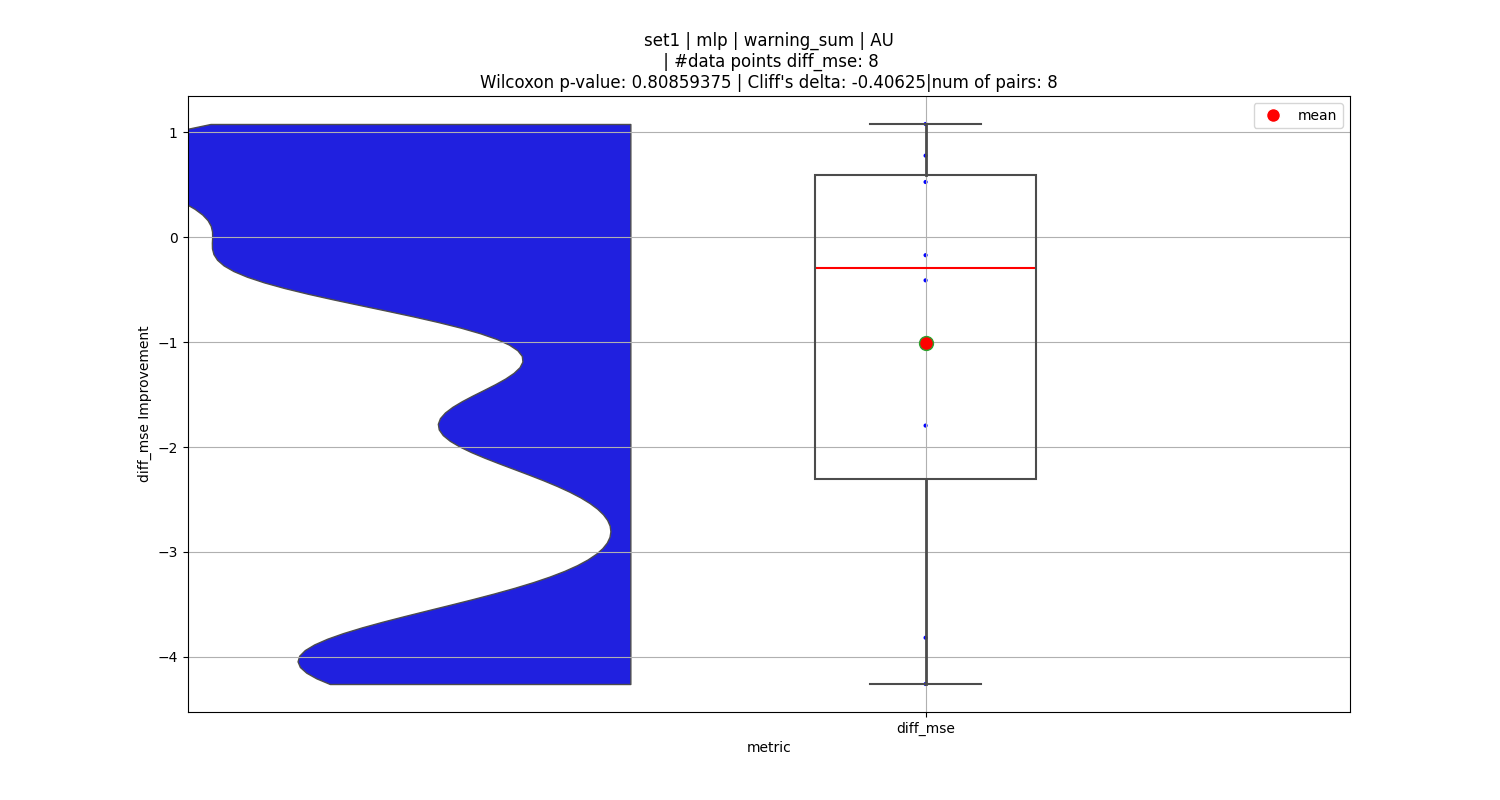 set1 | mlp | warning_sum | AU
| #data points diff_mse: 8
Wilcoxon p-value: 0.80859375 | Cliff's delta: -0.40625|num of pairs: 8
mean
1
0
−1
−2
−3
−4
diff_mse Improvement
diff_mse
metric